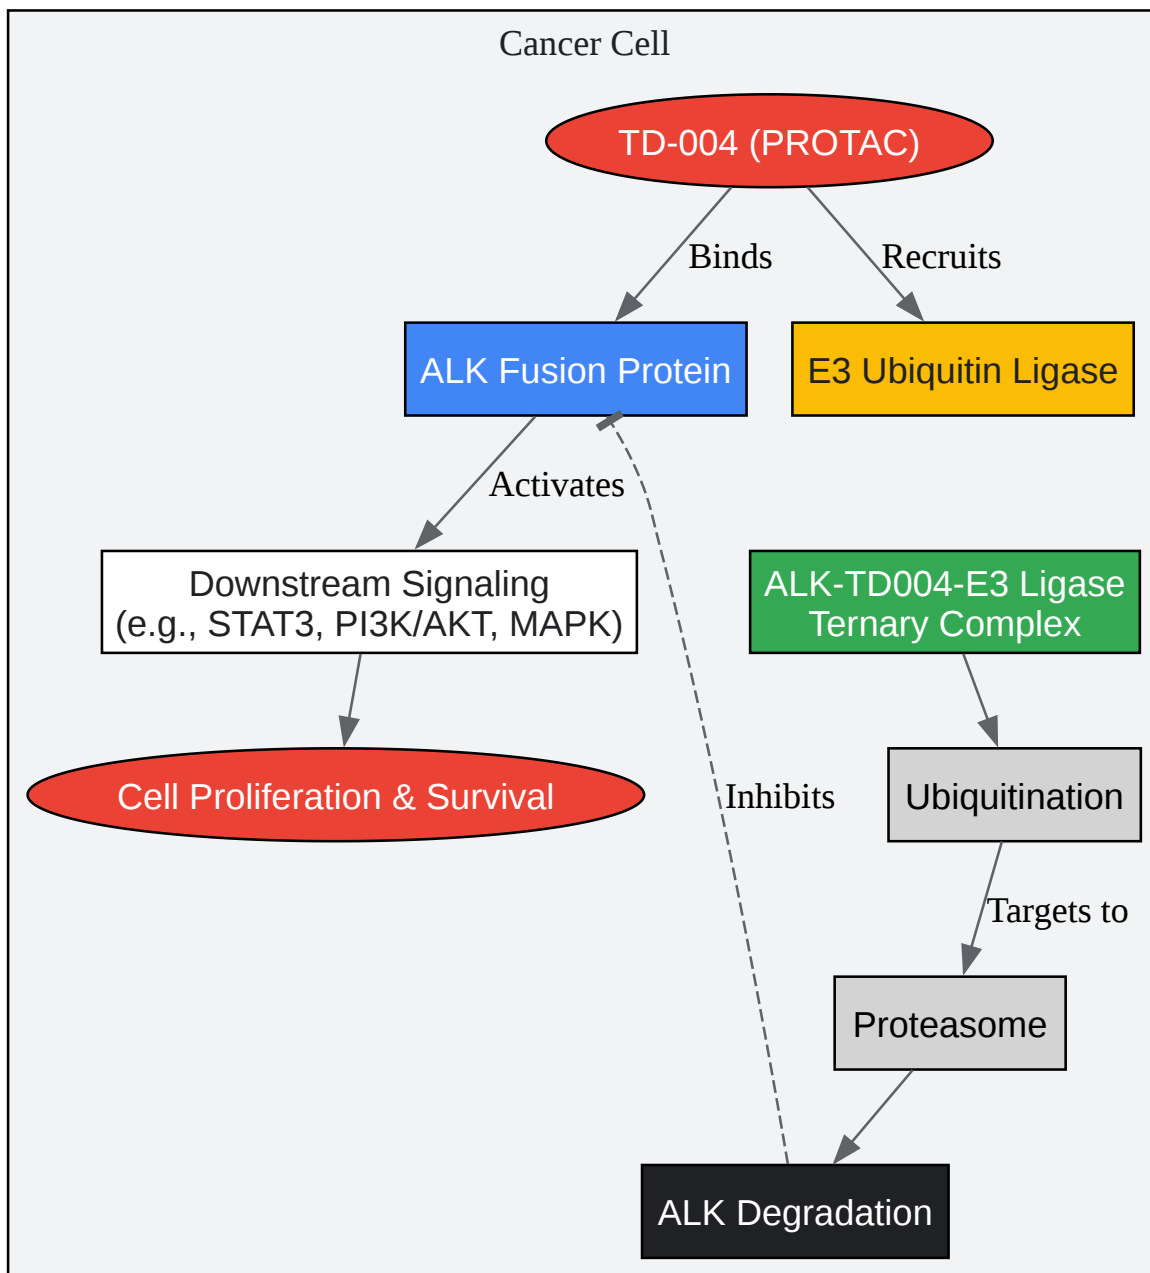 Cancer Cell
TD-004 (PROTAC)
Binds
Recruits
ALK Fusion Protein
E3 Ubiquitin Ligase
Activates
Downstream Signaling
(e.g., STAT3, PI3K/AKT, MAPK)
ALK-TD004-E3 Ligase
Ternary Complex
Cell Proliferation & Survival
Inhibits
Ubiquitination
Targets to
Proteasome
ALK Degradation